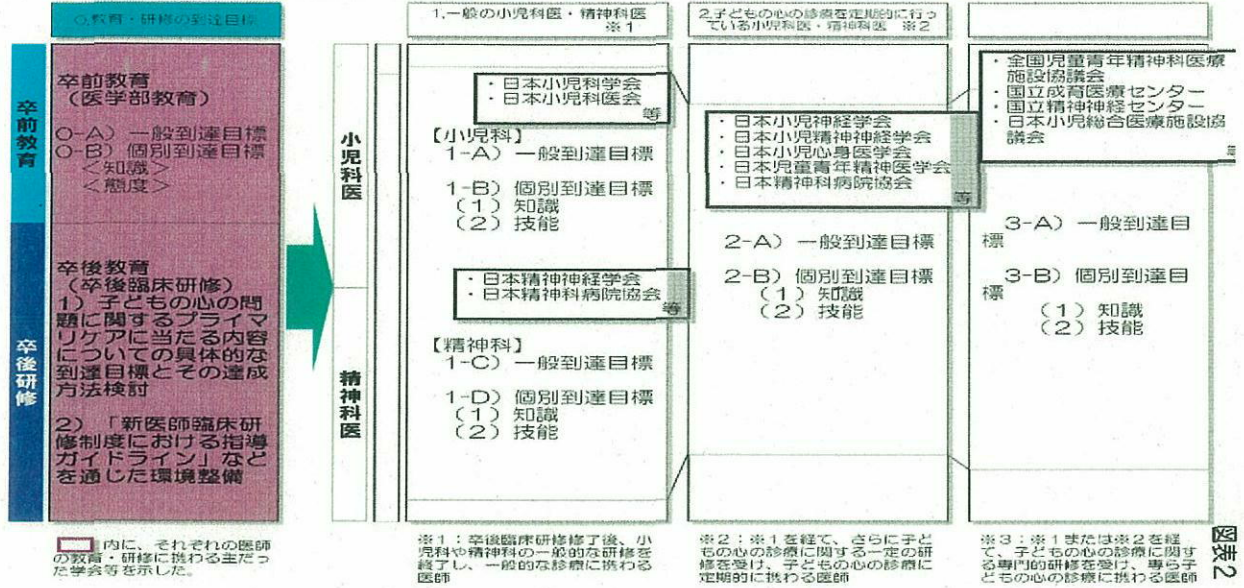 0.教育・研修の到達目標
卒前教育
卒後研修
卒前教育
(医学部教育)
0-A) 一般到達目標
0-B) 個別到達目標
<知識>
<態度>
卒後教育
(卒後臨床研修)
1) 子どもの心の問
題に関するプライマ
リケアに当たる内容
についての具体的な
到達目標とその達成
方法検討
2) 「新医師臨床研
修制度における指導
ガイドライン」など
を通じた環境整備
内に、それぞれの医師
の教育・研修に携わる主だっ
た学会等を示した。
小児科医
精神科医
1.一般の小児科医・精神科医
※1
・日本小児科学会
・日本小児科医会
等
【小児科】
1-A) 一般到達目標
1-B) 個別到達目標
(1) 知識
(2) 技能
・日本精神神経学会
・日本精神科病院協会
等
【精神科】
1-C) 一般到達目標
1-D) 個別到達目標
(1) 知識
(2) 技能
※1:卒後臨床研修修了後、小
児科や精神科の一般的な研修を
終了し、一般的な診療に携わる
医師
2.子どもの心の診療を定期的に行っ
ている小児科医・精神科医 ※2
・日本小児神経学会
・日本小児精神神経学会
・日本小児心身医学会
・日本児童青年精神医学会
・日本精神科病院協会
等
2-A) 一般到達目標
2-B) 個別到達目標
(1) 知識
(2) 技能
※2:※1を経て、さらに子ど
もの心の診療に関する一定の研
修を受け、子どもの心の診療に
定期的に携わる医師
・全国児童青年精神科医療
施設協議会
・国立成育医療センター
・国立精神神経センター
・日本小児総合医療施設協
議会
等
3-A) 一般到達目
標
3-B) 個別到達目
標
(1) 知識
(2) 技能
※3:※1または※2を経
て、子どもの心の診療に関す
る専門的研修を受け、専ら子
どもの心の診療に携わる医師
図表2